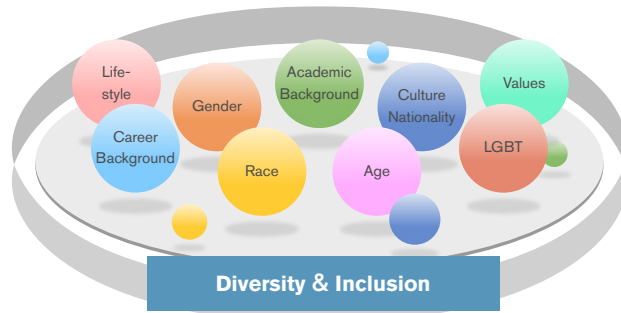 Life-
style
Gender
Academic
Background
Culture
Nationality
Values
Career
Background
Race
Age
LGBT
Diversity & Inclusion